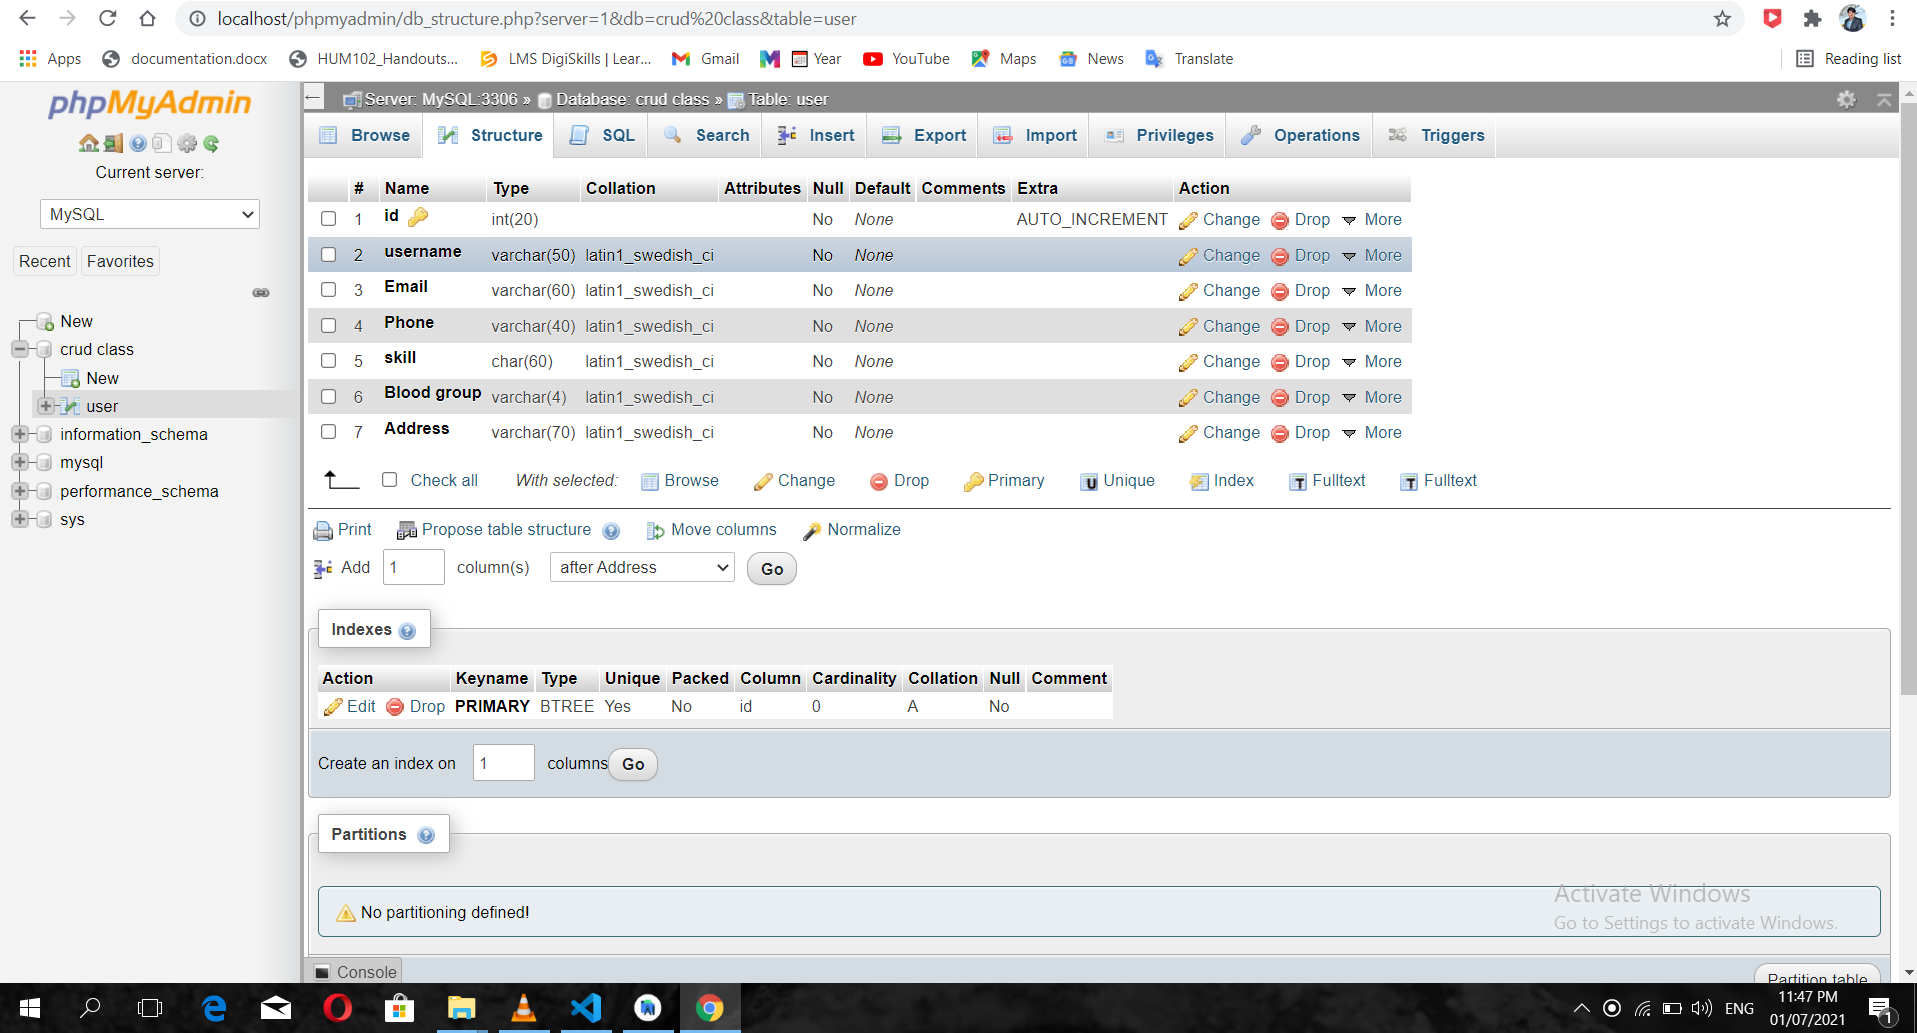 localhost/phpmyadmin/db_structure.php?server=1&db=crud%20class&table=user
Apps documentation.docx HUM102_Handouts... LMS DigiSkills | Lear... Gmail Year YouTube Maps News Translate Reading list
phpMyAdmin
Current server:
MySQL
Recent Favorites
New
crud class
New
user
information_schema
mysql
performance_schema
sys
Server: MySQL:3306 » Database: crud class » Table: user
Browse Structure SQL Search Insert Export Import Privileges Operations Triggers
# Name Type Collation Attributes Null Default Comments Extra Action
1 id int(20) No None AUTO_INCREMENT Change Drop More
2 username varchar(50) latin1_swedish_ci No None Change Drop More
3 Email varchar(60) latin1_swedish_ci No None Change Drop More
4 Phone varchar(40) latin1_swedish_ci No None Change Drop More
5 skill char(60) latin1_swedish_ci No None Change Drop More
6 Blood group varchar(4) latin1_swedish_ci No None Change Drop More
7 Address varchar(70) latin1_swedish_ci No None Change Drop More
Check all With selected: Browse Change Drop Primary Unique Index Fulltext Fulltext
Print Propose table structure Move columns Normalize
Add 1 column(s) after Address Go
Indexes
Action Keyname Type Unique Packed Column Cardinality Collation Null Comment
Edit Drop PRIMARY BTREE Yes No id 0 A No
Create an index on 1 columns Go
Partitions
No partitioning defined!
Activate Windows
Go to Settings to activate Windows.
Console
Partition table
ENG
11:47 PM
01/07/2021
1